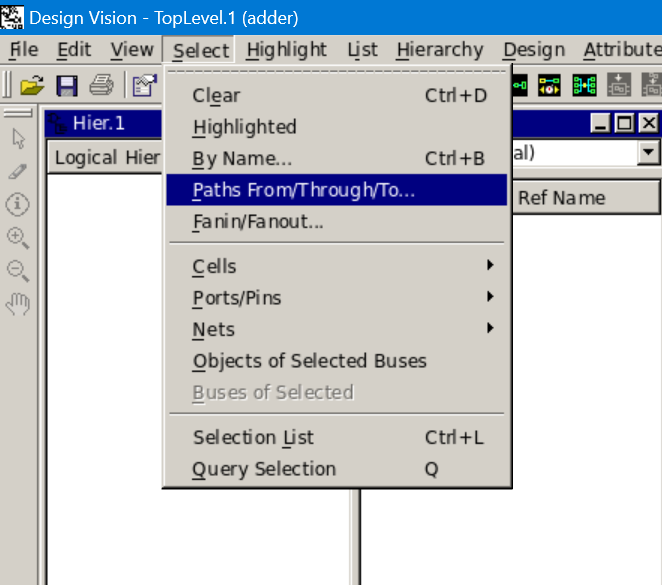 Design Vision - TopLevel.1 (adder)
File Edit View Select Highlight List Hierarchy Design Attribute
Hier.1
Logical Hier
al)
Ref Name
Clear Ctrl+D
Highlighted
By Name... Ctrl+B
Paths From/Through/To...
Fanin/Fanout...
Cells
Ports/Pins
Nets
Objects of Selected Buses
Buses of Selected
Selection List Ctrl+L
Query Selection Q